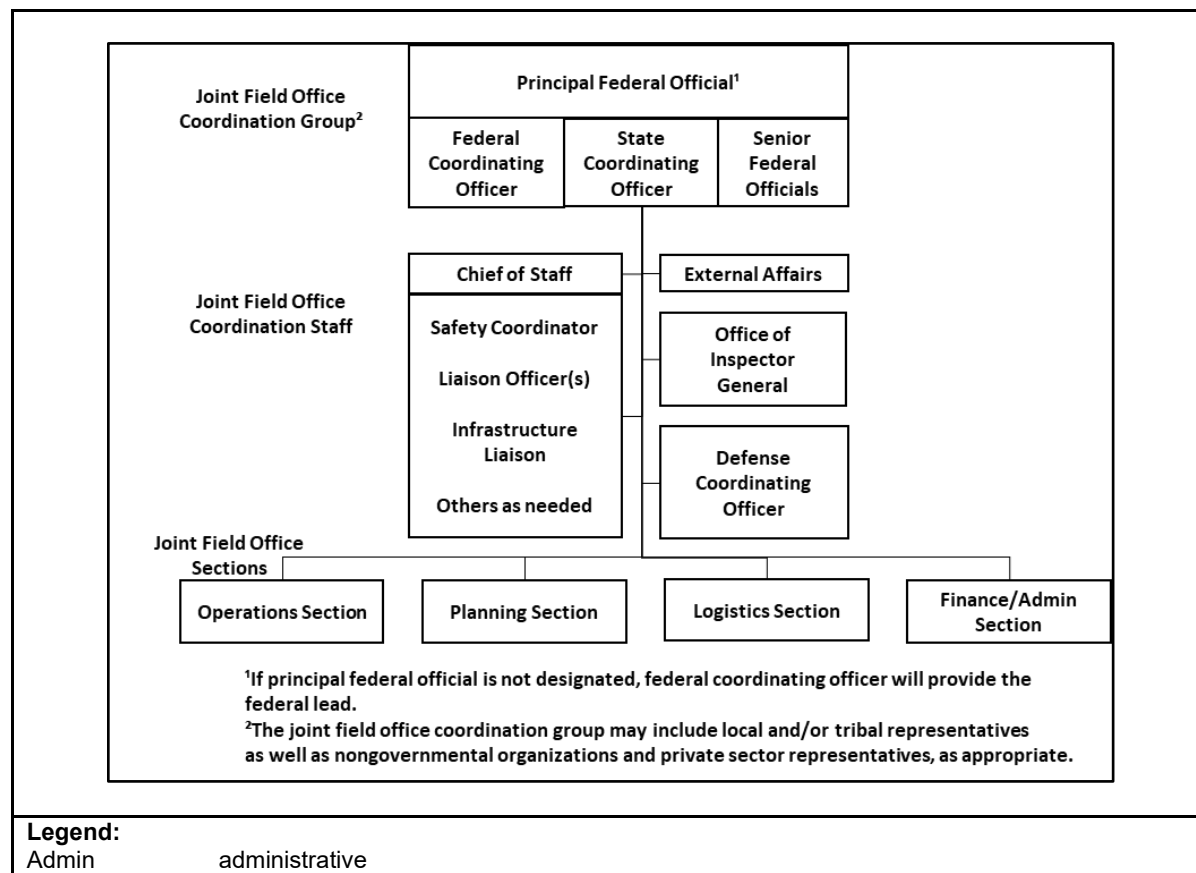 Principal Federal Official¹
Joint Field Office
Coordination Group²
Federal
Coordinating
Officer
State
Coordinating
Officer
Senior
Federal
Officials
Joint Field Office
Coordination Staff
Chief of Staff
Safety Coordinator
Liaison Officer(s)
Infrastructure
Liaison
Others as needed
External Affairs
Office of
Inspector
General
Defense
Coordinating
Officer
Joint Field Office
Sections
Operations Section
Planning Section
Logistics Section
Finance/Admin
Section
¹If principal federal official is not designated, federal coordinating officer will provide the
federal lead.
²The joint field office coordination group may include local and/or tribal representatives
as well as nongovernmental organizations and private sector representatives, as appropriate.
Legend:
Admin administrative